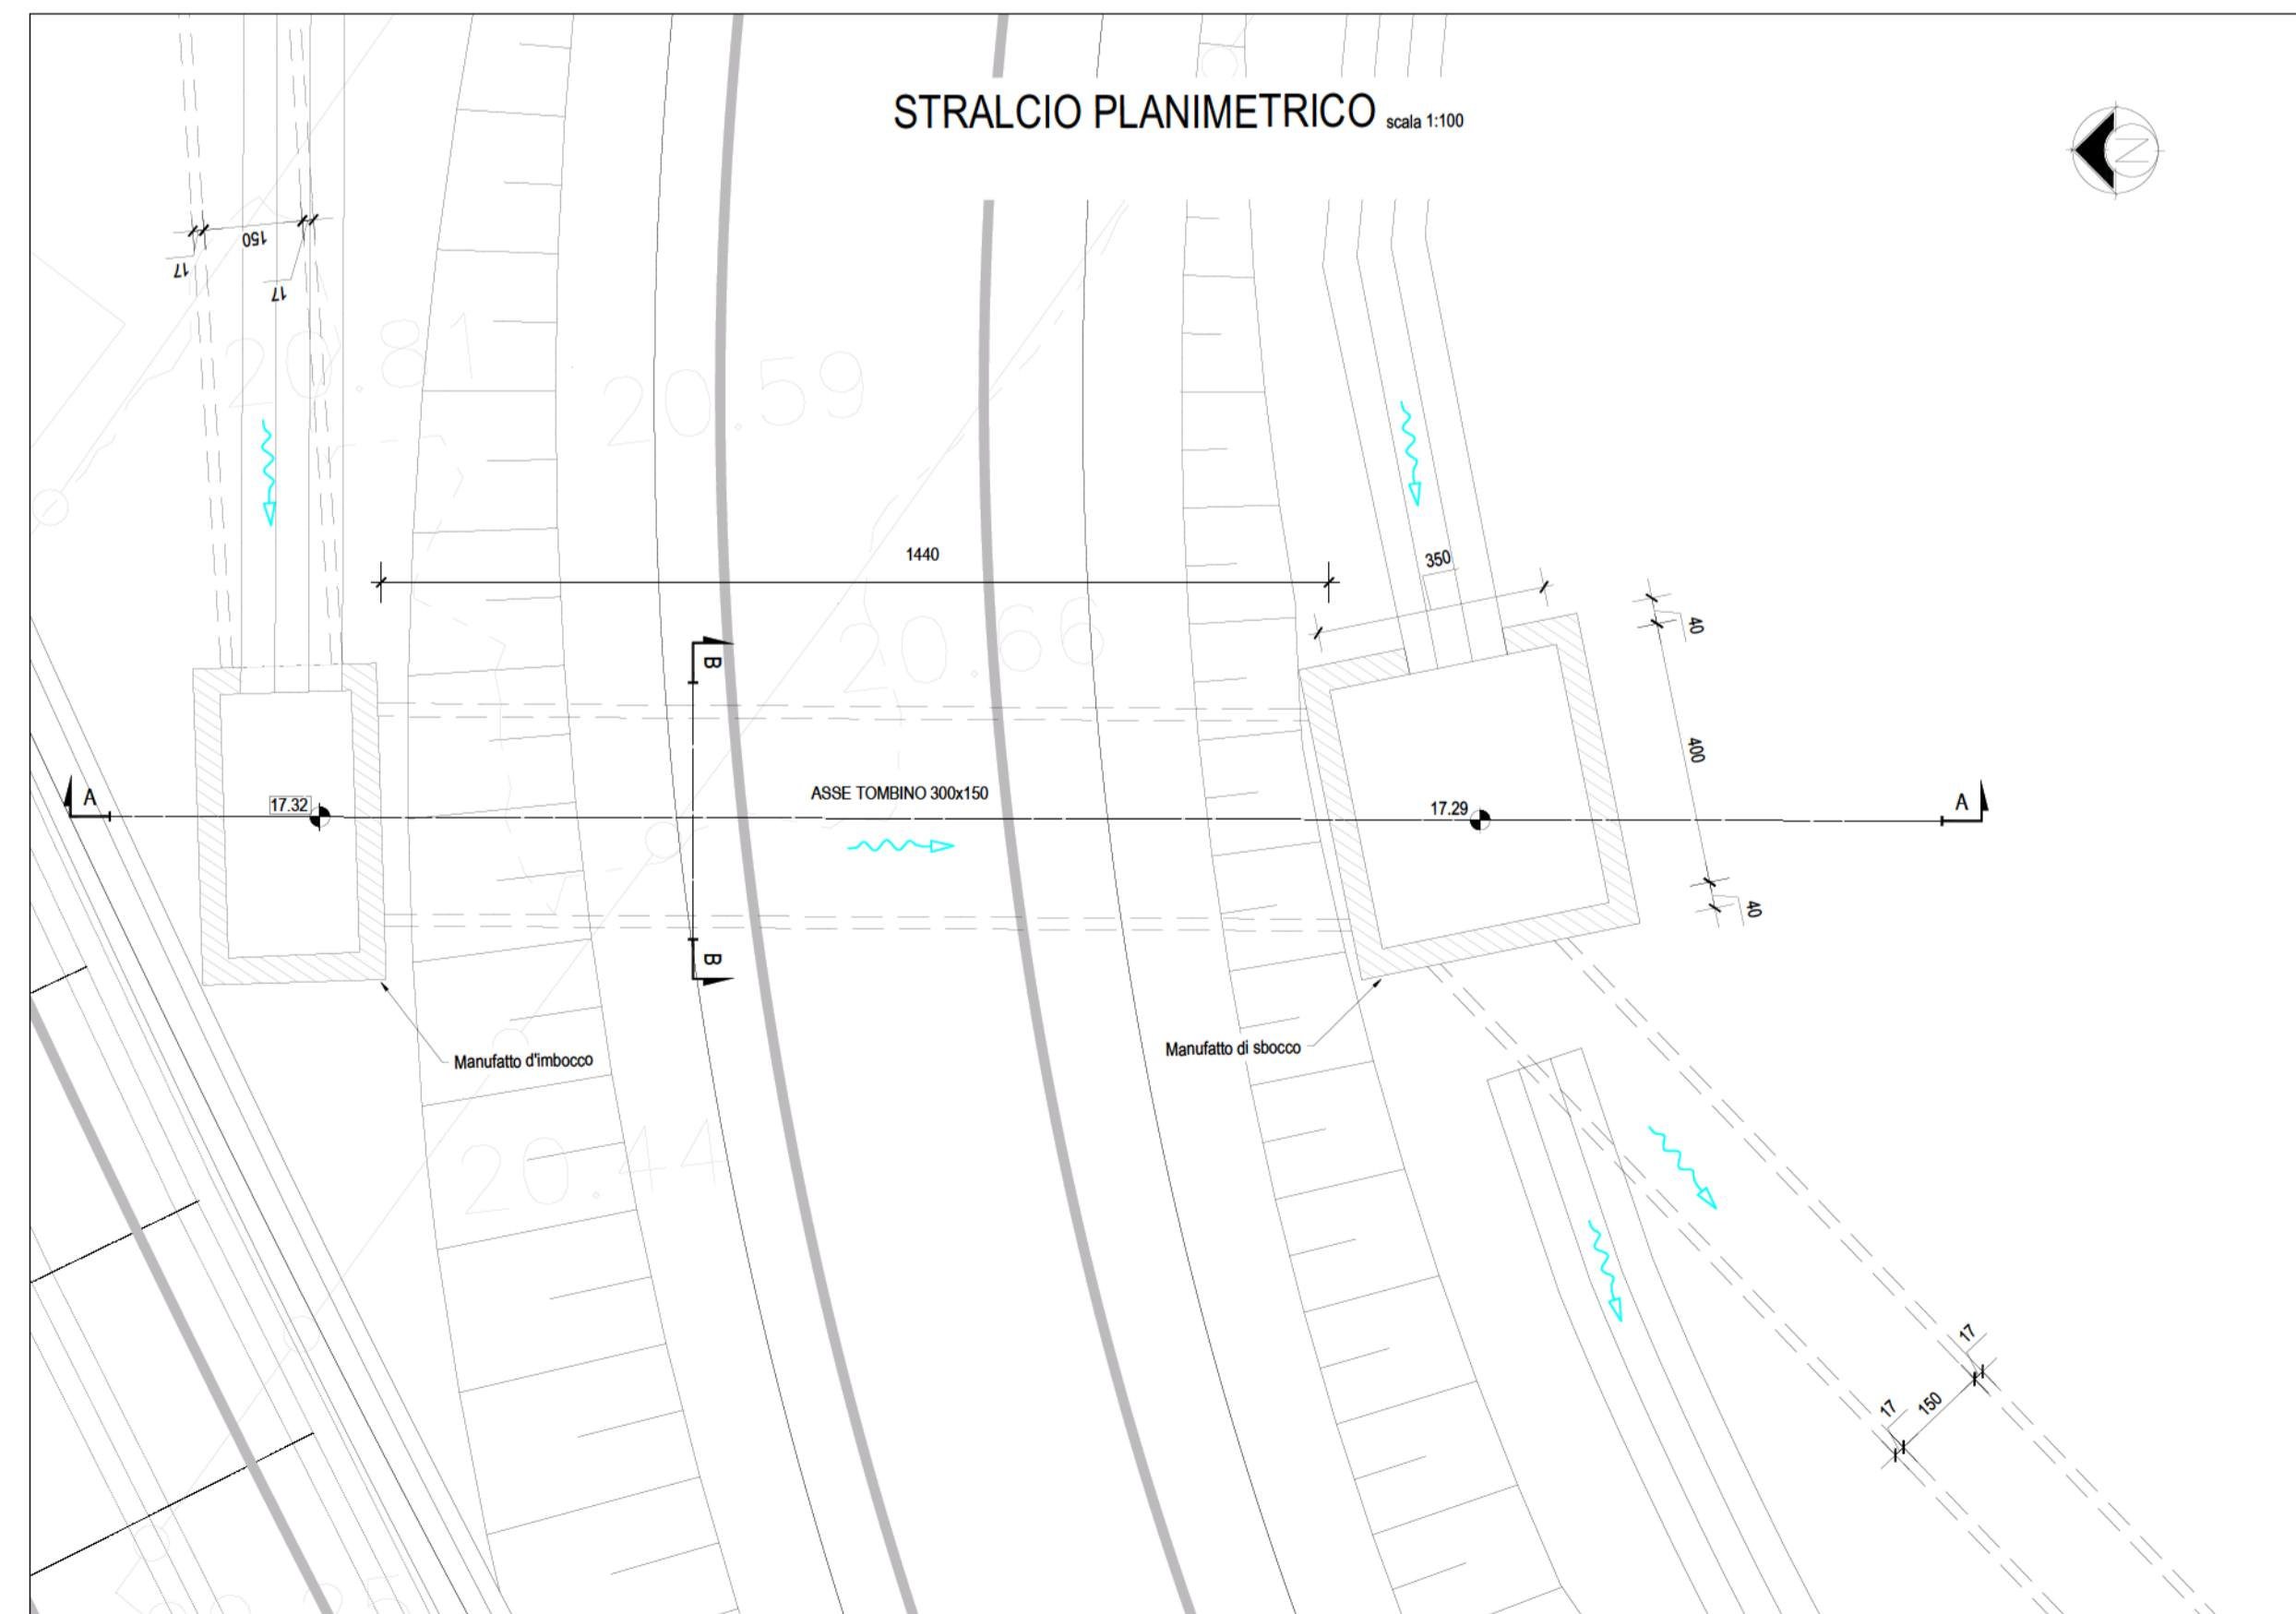 STRALCIO PLANIMETRICO scala 1:100
N
150
17
17
20.81
20.59
1440
350
40
B
20.66
400
A
17.32
ASSE TOMBINO 300x150
17.29
A
40
B
Manufatto d'imbocco
Manufatto di sbocco
20.44
17
17
150